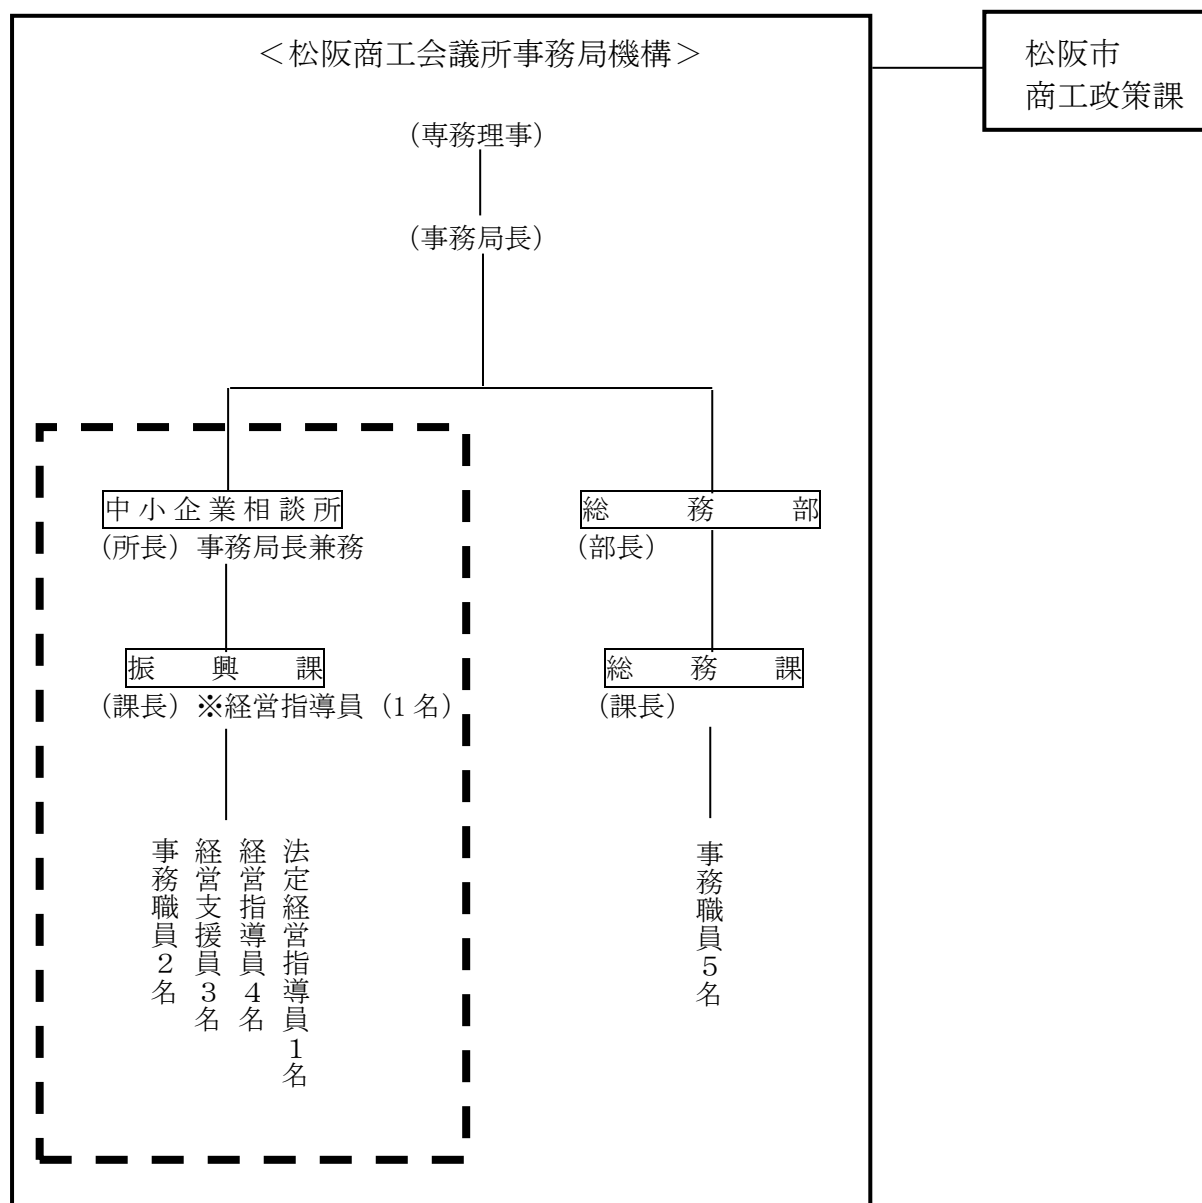 ＜松阪商工会議所事務局機構＞
松阪市
商工政策課
（専務理事）
（事務局長）
中小企業相談所
（所長）事務局長兼務
振興課
（課長）※経営指導員（1名）
法定経営指導員１名
経営指導員４名
経営支援員３名
事務職員２名
総務部
（部長）
総務課
（課長）
事務職員５名